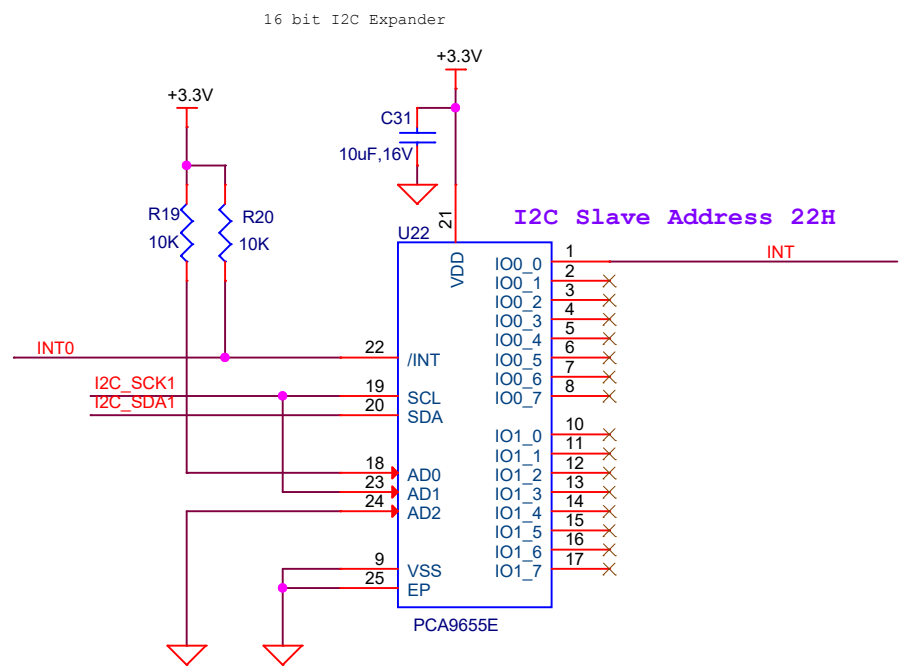 16 bit I2C Expander
+3.3V
+3.3V
C31
10uF,16V
R19
10K
R20
10K
I2C Slave Address 22H
U22
21
VDD
INT0
22
/INT
I2C_SCK1
19
SCL
I2C_SDA1
20
SDA
18
AD0
23
AD1
24
AD2
9
VSS
25
EP
IO0_0
1
INT
IO0_1
2
IO0_2
3
IO0_3
4
IO0_4
5
IO0_5
6
IO0_6
7
IO0_7
8
IO1_0
10
IO1_1
11
IO1_2
12
IO1_3
13
IO1_4
14
IO1_5
15
IO1_6
16
IO1_7
17
PCA9655E